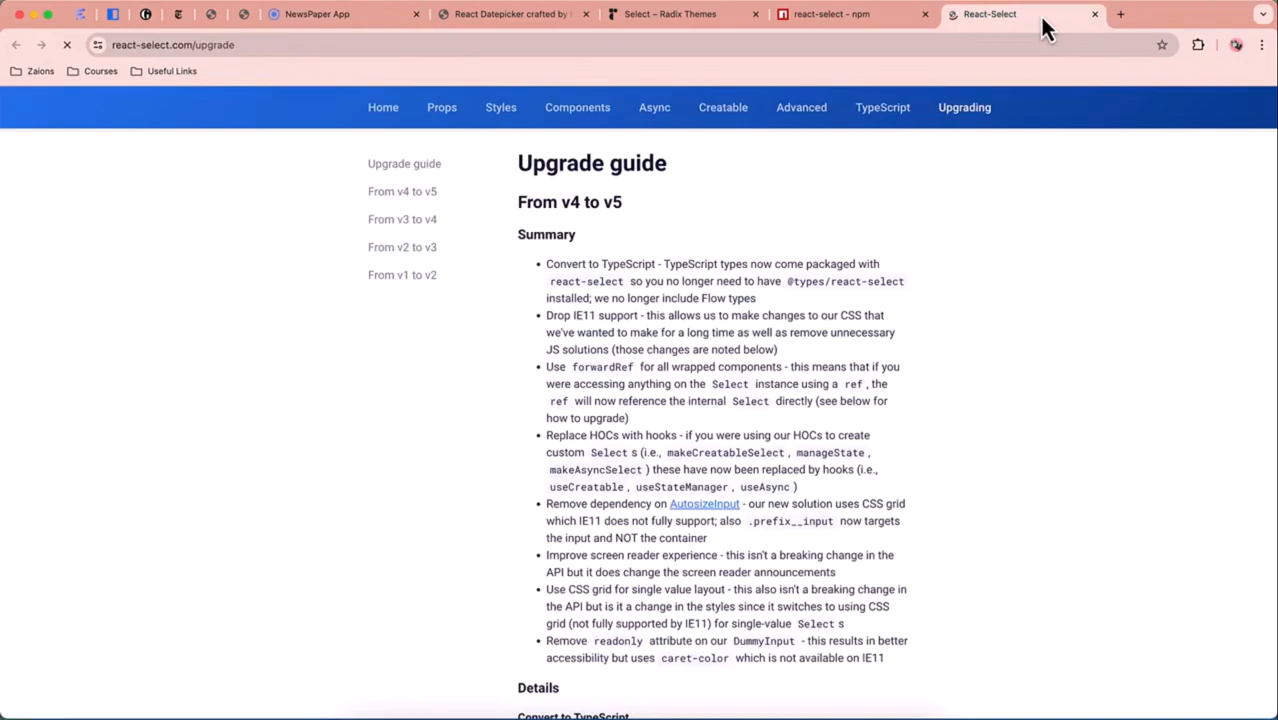 NewsPaper App
React Datepicker crafted by
Select – Radix Themes
react-select - npm
React-Select
react-select.com/upgrade
Zaions
Courses
Useful Links
Home
Props
Styles
Components
Async
Creatable
Advanced
TypeScript
Upgrading
Upgrade guide
From v4 to v5
From v3 to v4
From v2 to v3
From v1 to v2
Upgrade guide
From v4 to v5
Summary
• Convert to TypeScript - TypeScript types now come packaged with
react-select so you no longer need to have @types/react-select
installed; we no longer include Flow types
• Drop IE11 support - this allows us to make changes to our CSS that
we've wanted to make for a long time as well as remove unnecessary
JS solutions (those changes are noted below)
• Use forwardRef for all wrapped components - this means that if you
were accessing anything on the Select instance using a ref, the
ref will now reference the internal Select directly (see below for
how to upgrade)
• Replace HOCs with hooks - if you were using our HOCs to create
custom Select s (i.e., makeCreatableSelect, manageState,
makeAsyncSelect) these have now been replaced by hooks (i.e.,
useCreatable, useStateManager, useAsync)
• Remove dependency on AutosizeInput - our new solution uses CSS grid
which IE11 does not fully support; also .prefix__input now targets
the input and NOT the container
• Improve screen reader experience - this isn't a breaking change in the
API but it does change the screen reader announcements
• Use CSS grid for single value layout - this also isn't a breaking change in
the API but is it a change in the styles since it switches to using CSS
grid (not fully supported by IE11) for single-value Select s
• Remove readonly attribute on our DummyInput - this results in better
accessibility but uses caret-color which is not available on IE11
Details
Convert to TypeScript